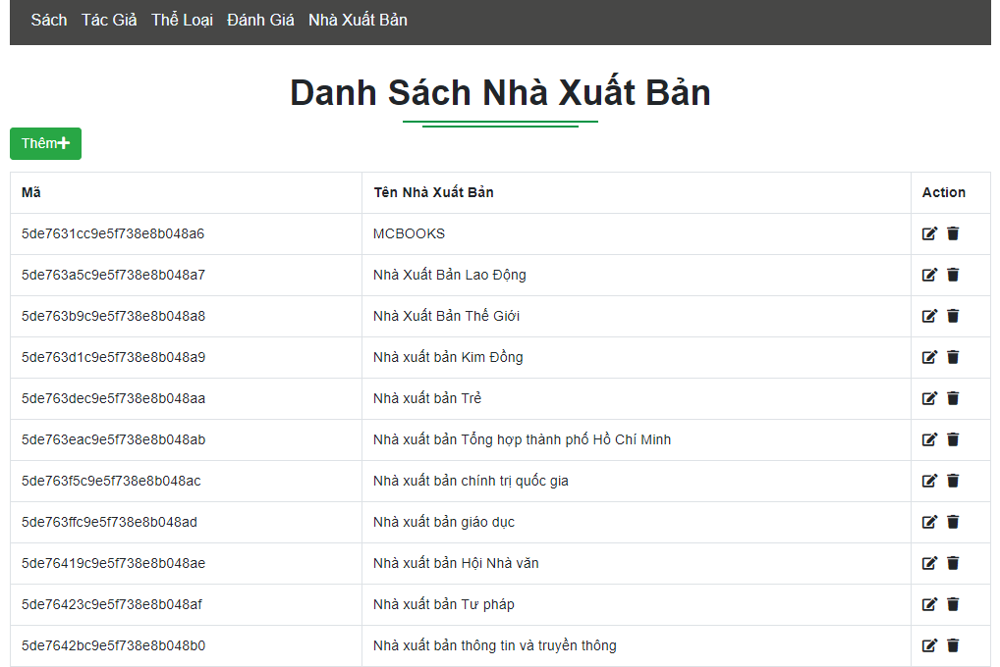 Sách Tác Giả Thể Loại Đánh Giá Nhà Xuất Bản
Danh Sách Nhà Xuất Bản
Thêm
Mã Tên Nhà Xuất Bản Action
5de7631cc9e5f738e8b048a6 MCBOOKS
5de763a5c9e5f738e8b048a7 Nhà Xuất Bản Lao Động
5de763b9c9e5f738e8b048a8 Nhà Xuất Bản Thế Giới
5de763d1c9e5f738e8b048a9 Nhà xuất bản Kim Đồng
5de763dec9e5f738e8b048aa Nhà xuất bản Trẻ
5de763eac9e5f738e8b048ab Nhà xuất bản Tổng hợp thành phố Hồ Chí Minh
5de763f5c9e5f738e8b048ac Nhà xuất bản chính trị quốc gia
5de763ffc9e5f738e8b048ad Nhà xuất bản giáo dục
5de76419c9e5f738e8b048ae Nhà xuất bản Hội Nhà văn
5de76423c9e5f738e8b048af Nhà xuất bản Tư pháp
5de7642bc9e5f738e8b048b0 Nhà xuất bản thông tin và truyền thông